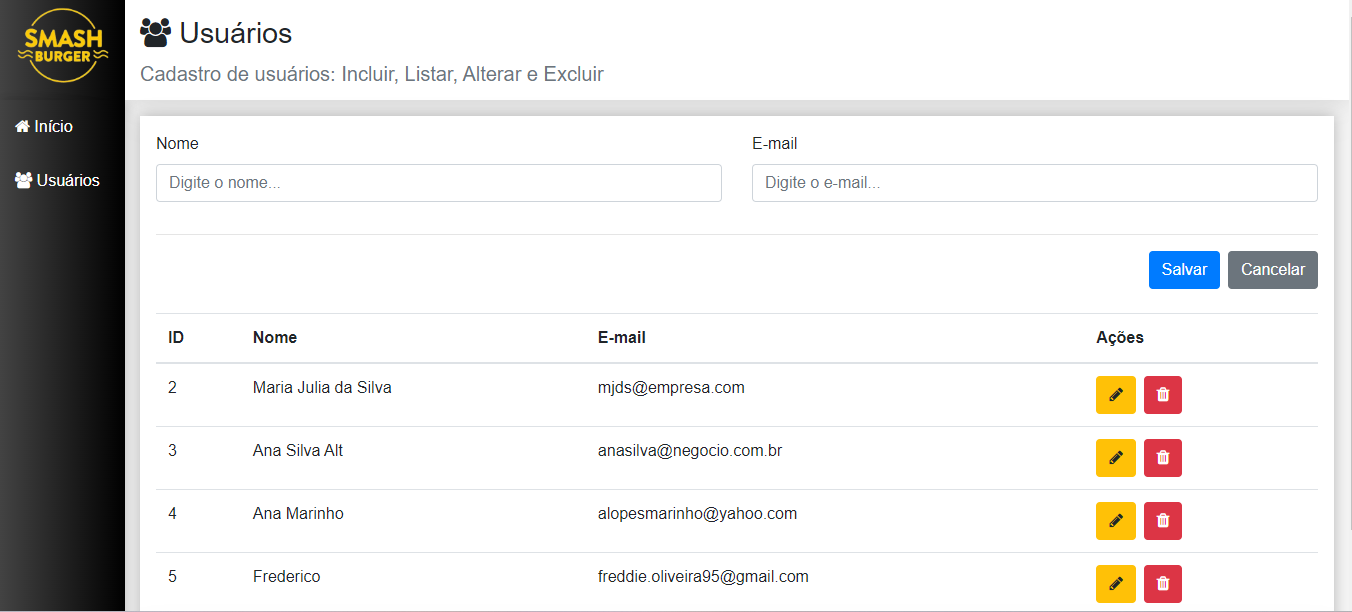 SMASH
BURGER
Usuários
Cadastro de usuários: Incluir, Listar, Alterar e Excluir
Início
Usuários
Nome
E-mail
Digite o nome...
Digite o e-mail...
Salvar Cancelar
ID Nome E-mail Ações
2 Maria Julia da Silva mjds@empresa.com
3 Ana Silva Alt anasilva@negocio.com.br
4 Ana Marinho alopesmarinho@yahoo.com
5 Frederico freddie.oliveira95@gmail.com